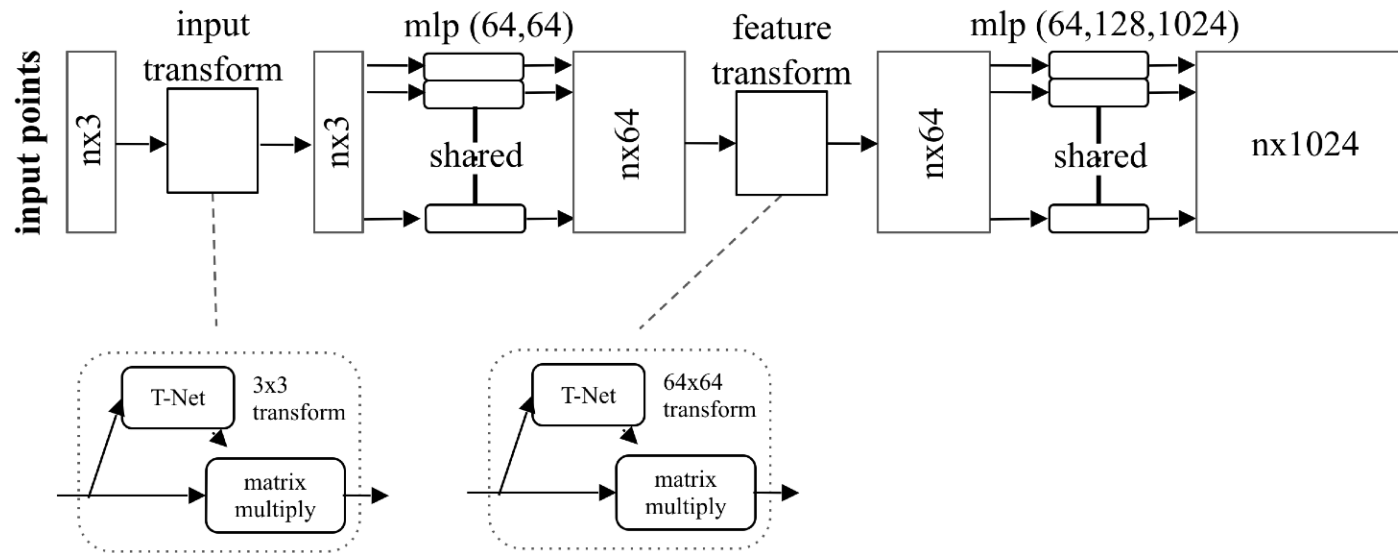 input points
nx3
input
transform
nx3
mlp (64,64)
shared
nx64
feature
transform
nx64
mlp (64,128,1024)
shared
nx1024
T-Net
3x3
transform
matrix
multiply
T-Net
64x64
transform
matrix
multiply